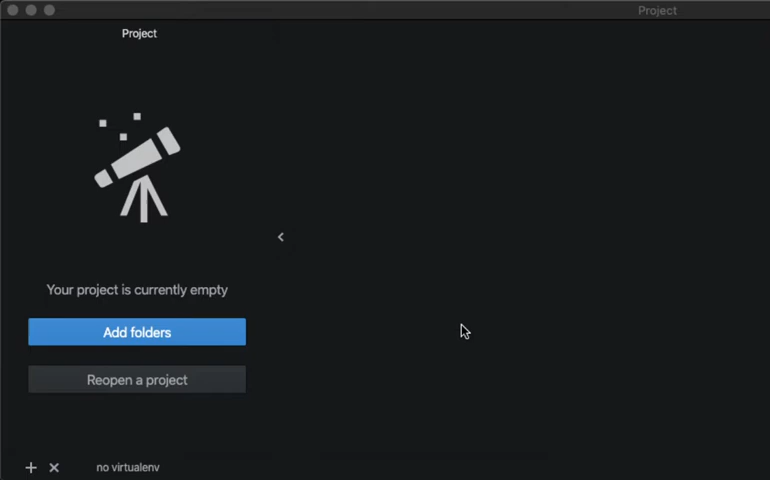 Project
Project
Your project is currently empty
Add folders
Reopen a project
no virtualenv